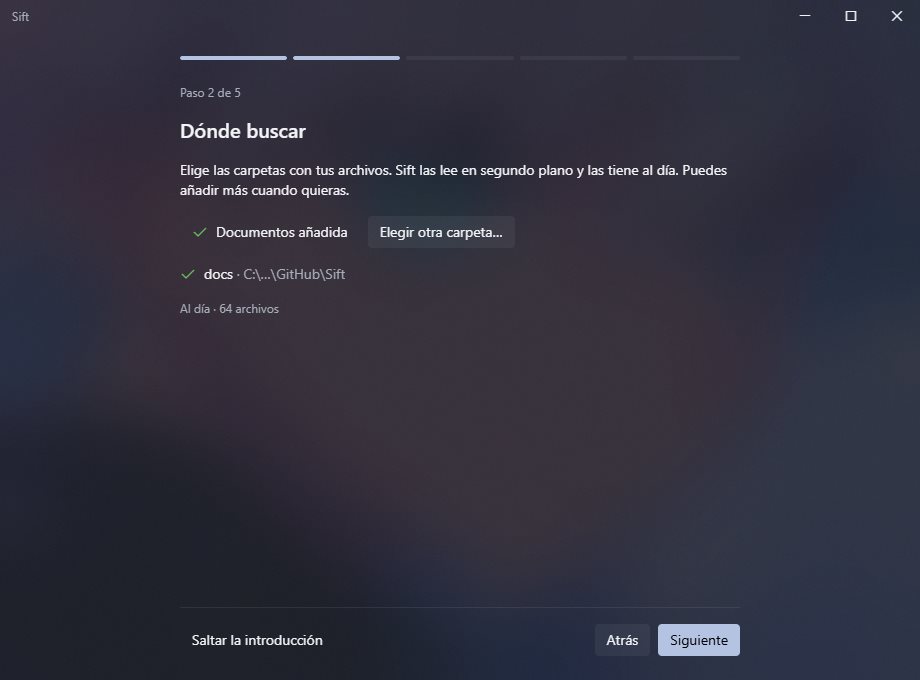 Sift
Paso 2 de 5
Dónde buscar
Elige las carpetas con tus archivos. Sift las lee en segundo plano y las tiene al día. Puedes
añadir más cuando quieras.
Documentos añadida
Elegir otra carpeta...
docs · C:\...\GitHub\Sift
Al día · 64 archivos
Saltar la introducción
Atrás
Siguiente